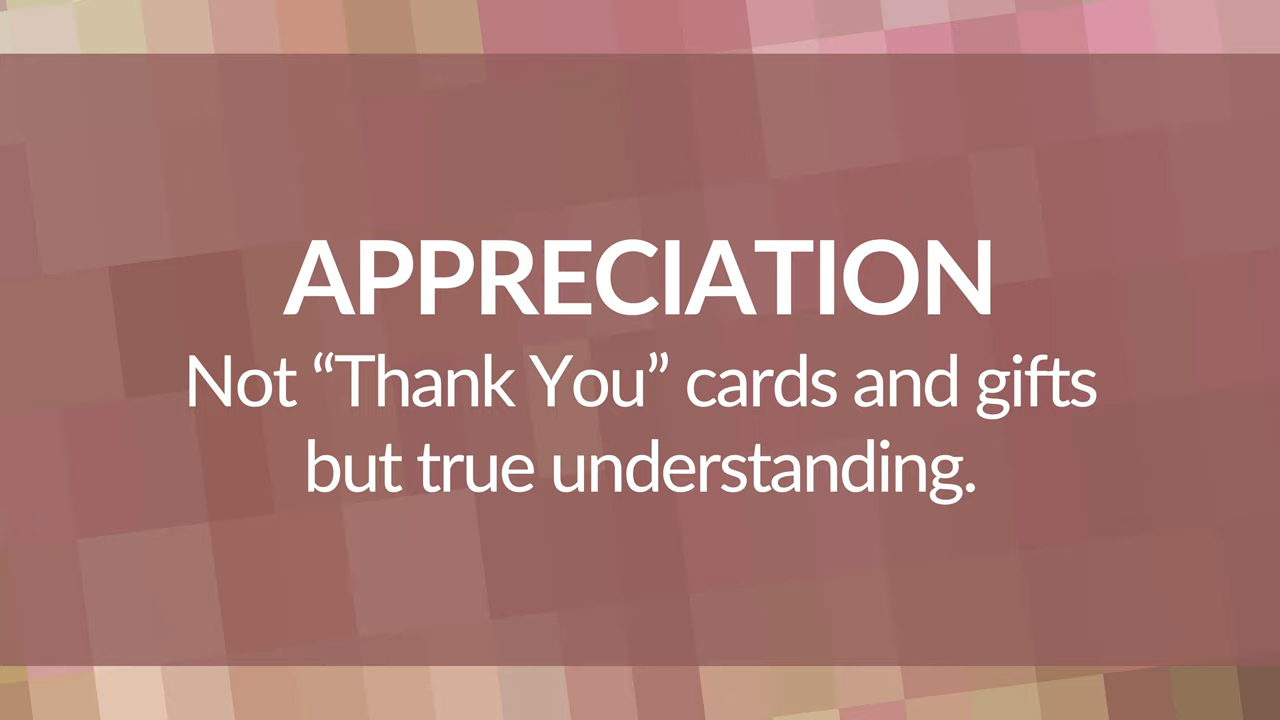 APPRECIATION
Not “Thank You” cards and gifts
but true understanding.